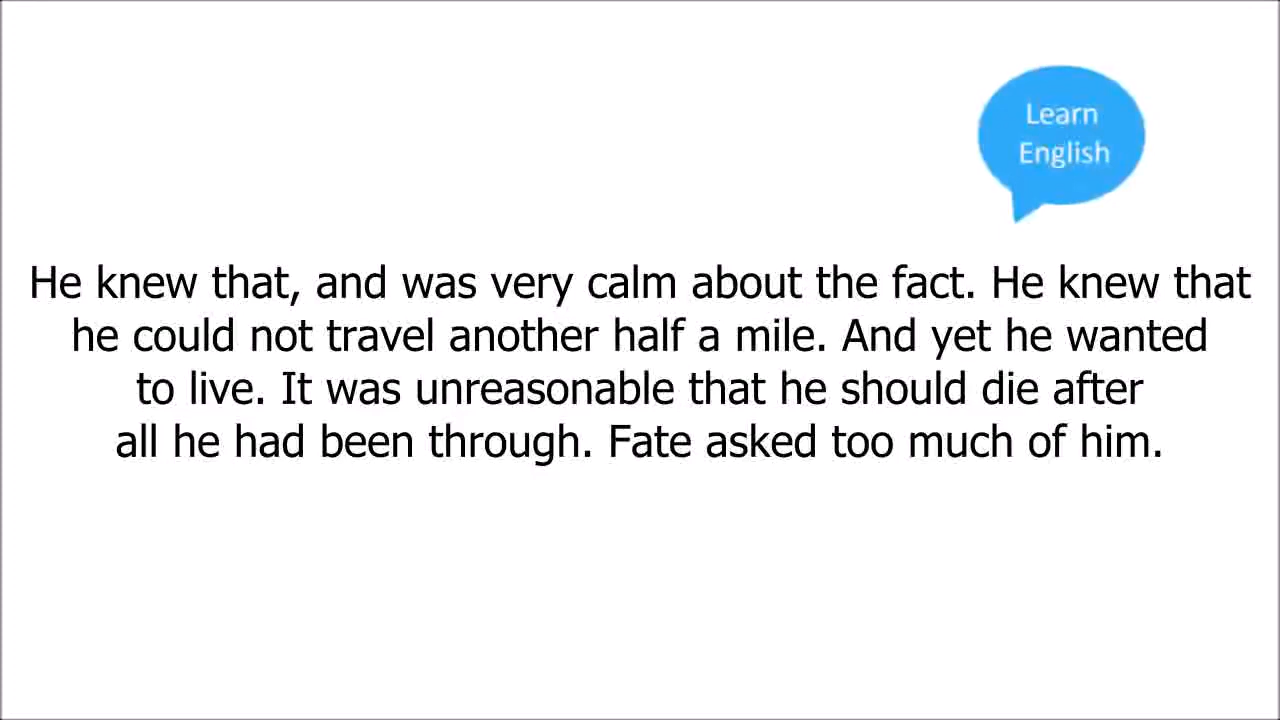 Learn
English
He knew that, and was very calm about the fact. He knew that
he could not travel another half a mile. And yet he wanted
to live. It was unreasonable that he should die after
all he had been through. Fate asked too much of him.